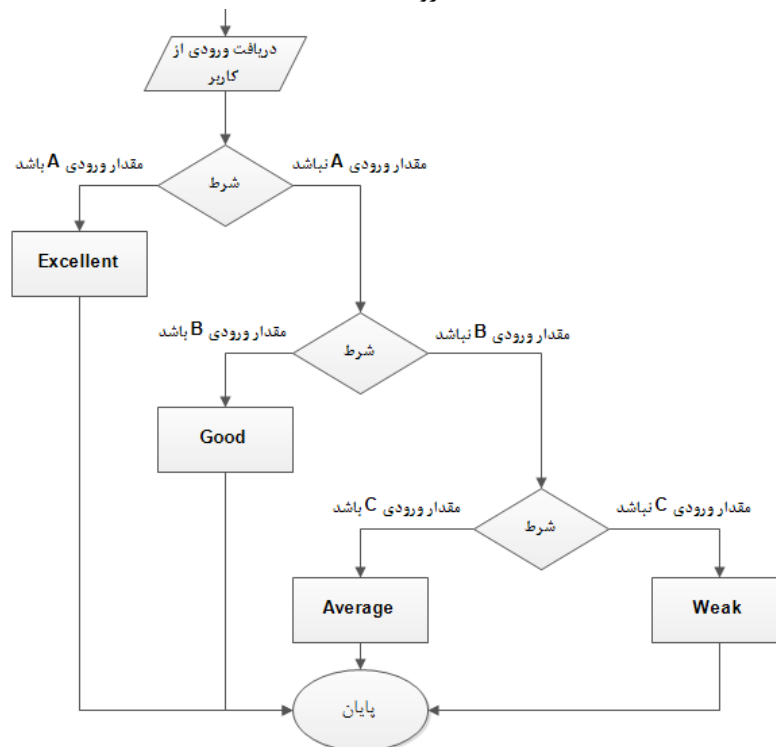 دریافت ورودی از
کاربر
مقدار ورودی A باشد
مقدار ورودی A نباشد
شرط
Excellent
مقدار ورودی B باشد
مقدار ورودی B نباشد
شرط
Good
مقدار ورودی C باشد
مقدار ورودی C نباشد
شرط
Average
Weak
پایان